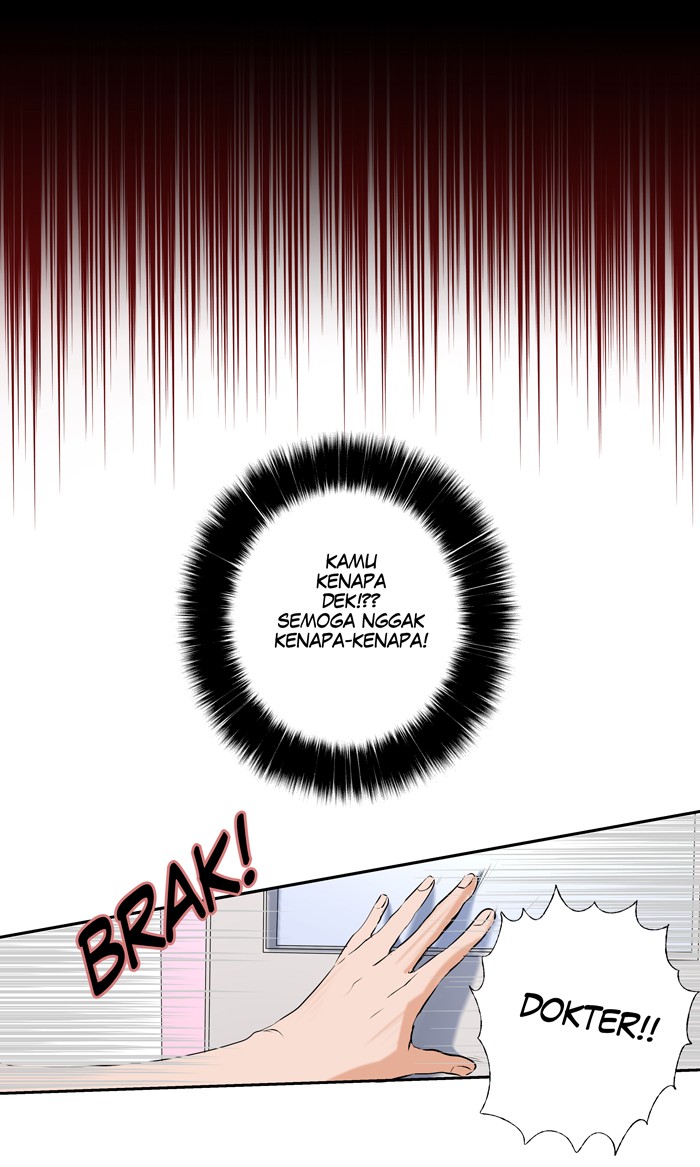 KAMU
KENAPA
DEK!??
SEMOGA NGGAK
KENAPA-KENAPA!
BRAK!
DOKTER!!